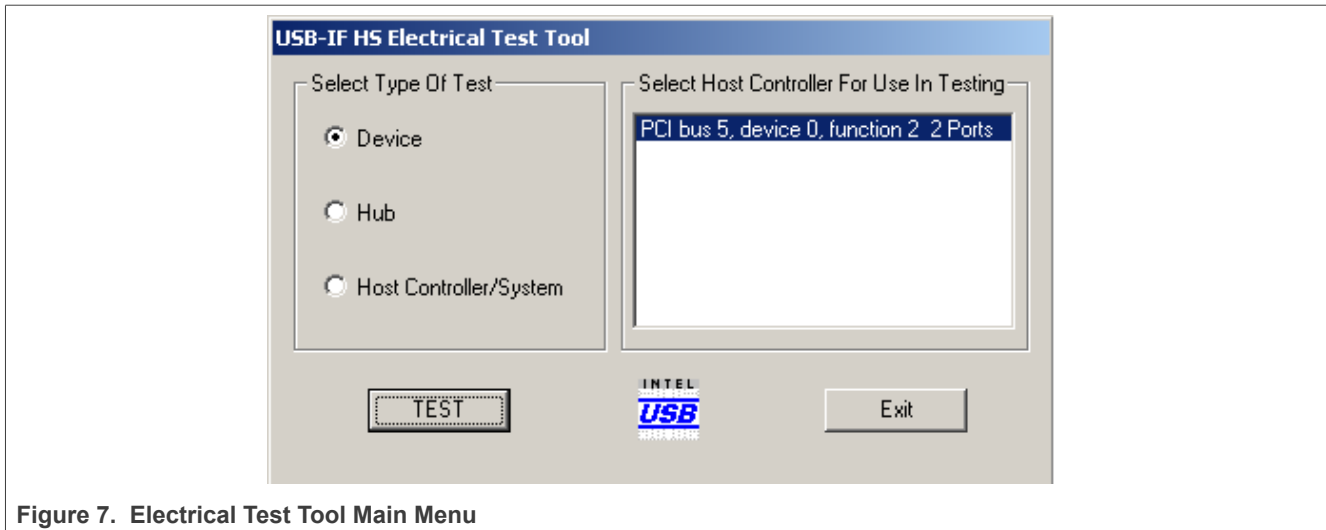 USB-IF HS Electrical Test Tool
Select Type Of Test
Device
Hub
Host Controller/System
Select Host Controller For Use In Testing
PCI bus 5, device 0, function 2 2 Ports
TEST
INTEL
USB
Exit
Figure 7. Electrical Test Tool Main Menu